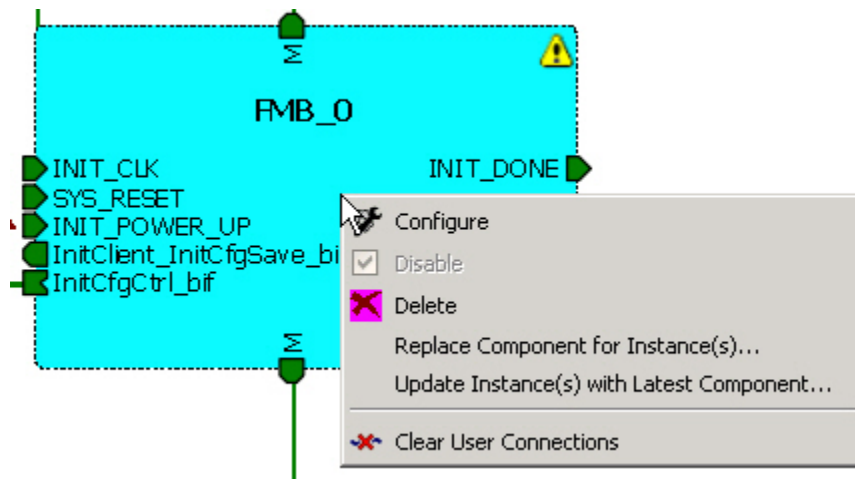 M
FMB_0
INIT_CLK
INIT_DONE
SYS_RESET
INIT_POWER_UP
InitClient_InitCfgSave_bi
InitCfgCtrl_bif
M
Configure
Disable
Delete
Replace Component for Instance(s)...
Update Instance(s) with Latest Component...
Clear User Connections